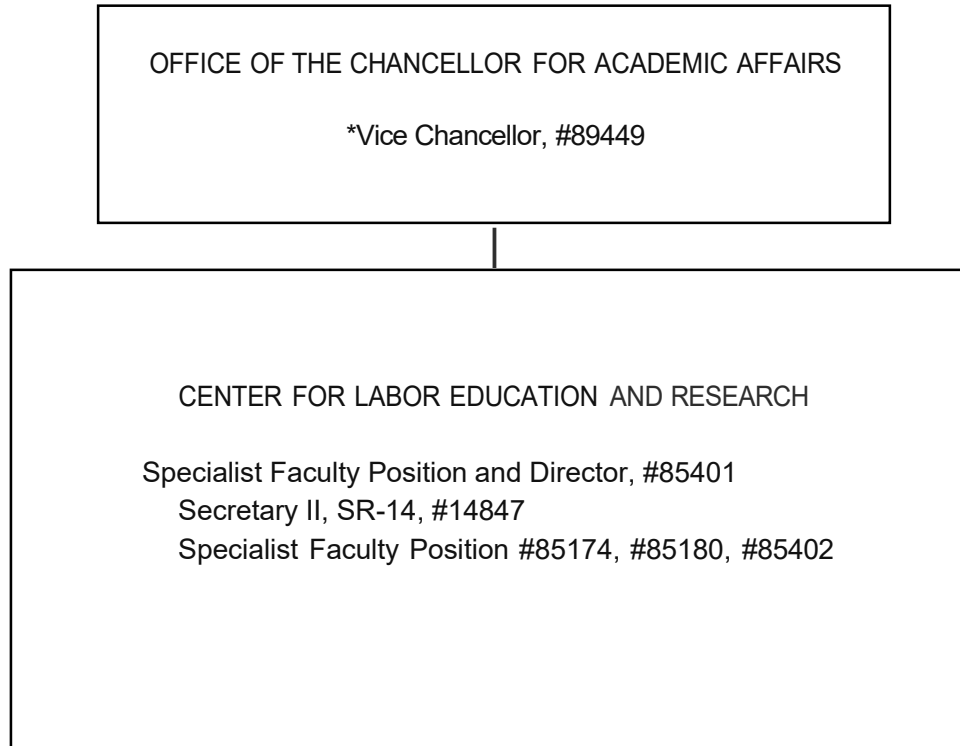 OFFICE OF THE CHANCELLOR FOR ACADEMIC AFFAIRS
*Vice Chancellor, #89449
CENTER FOR LABOR EDUCATION AND RESEARCH
Specialist Faculty Position and Director, #85401
Secretary II, SR-14, #14847
Specialist Faculty Position #85174, #85180, #85402